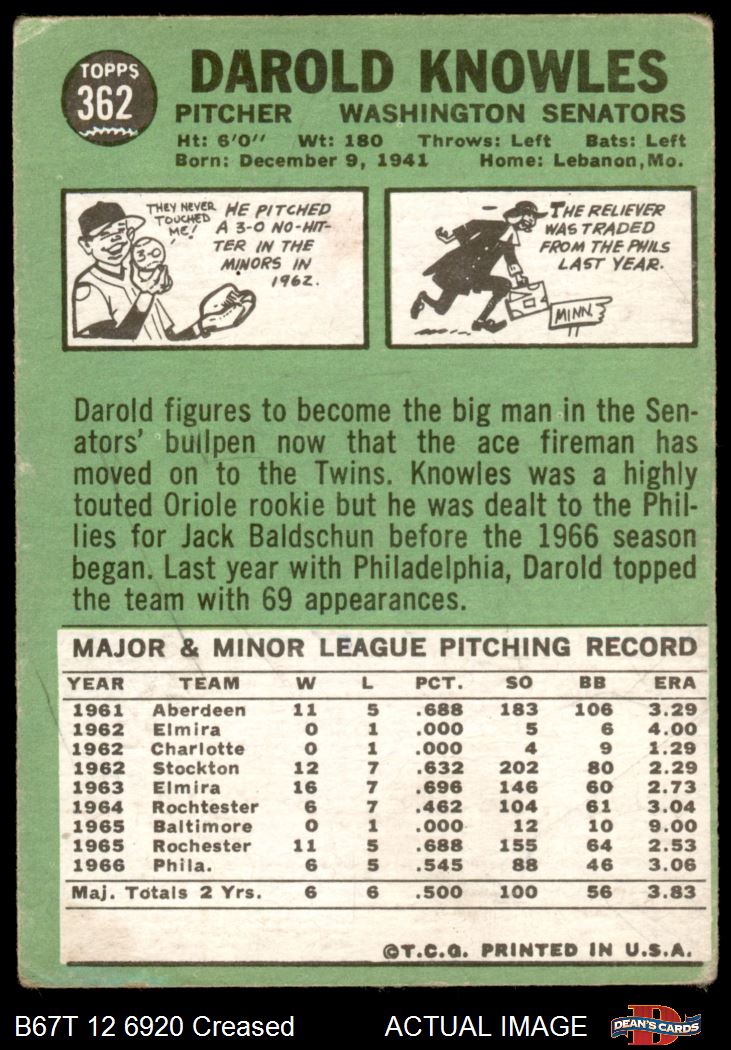 TOPPS
362
DAROLD KNOWLES
PITCHER WASHINGTON SENATORS
Ht: 6'0" Wt: 180 Throws: Left Bats: Left
Born: December 9, 1941 Home: Lebanon, Mo.
THEY NEVER
TOUCHED
ME!
3-0
HE PITCHED
A 3-0 NO-HIT-
TER IN THE
MINORS IN
1962.
THE RELIEVER
WAS TRADED
FROM THE PHILS
LAST YEAR.
MINN.
Darold figures to become the big man in the Sen-
ators' bullpen now that the ace fireman has
moved on to the Twins. Knowles was a highly
touted Oriole rookie but he was dealt to the Phil-
lies for Jack Baldschun before the 1966 season
began. Last year with Philadelphia, Darold topped
the team with 69 appearances.
MAJOR & MINOR LEAGUE PITCHING RECORD
YEAR TEAM W L PCT. SO BB ERA
1961 Aberdeen 11 5 .688 183 106 3.29
1962 Elmira 0 1 .000 5 6 4.00
1962 Charlotte 0 1 .000 4 9 1.29
1962 Stockton 12 7 .632 202 80 2.29
1963 Elmira 16 7 .696 146 60 2.73
1964 Rochtester 6 7 .462 104 61 3.04
1965 Baltimore 0 1 .000 12 10 9.00
1965 Rochester 11 5 .688 155 64 2.53
1966 Phila. 6 5 .545 88 46 3.06
Maj. Totals 2 Yrs. 6 6 .500 100 56 3.83
©T.C.G. PRINTED IN U.S.A.
B67T 12 6920 Creased ACTUAL IMAGE
D
DEAN'S CARDS